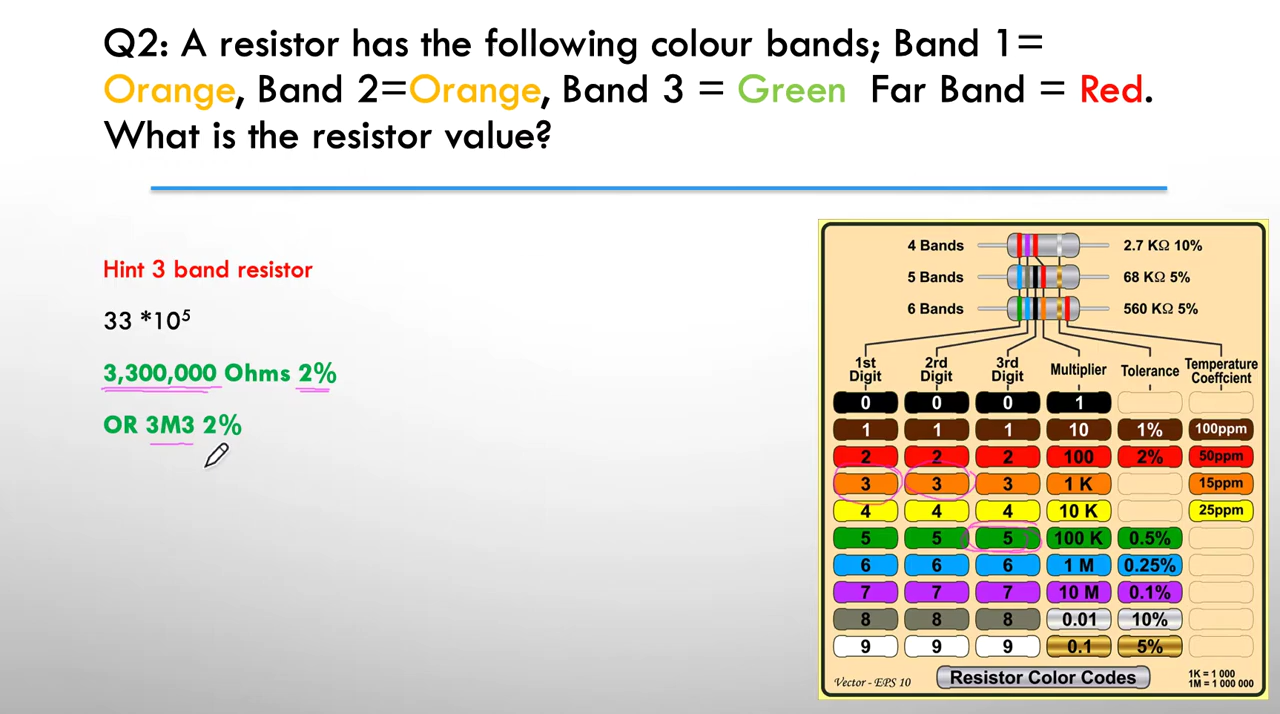 Q2: A resistor has the following colour bands; Band 1=
Orange, Band 2=Orange, Band 3 = Green Far Band = Red.
What is the resistor value?
Hint 3 band resistor
33 *10⁵
3,300,000 Ohms 2%
OR 3M3 2%
4 Bands 2.7 KΩ 10%
5 Bands 68 KΩ 5%
6 Bands 560 KΩ 5%
1st Digit 2nd Digit 3rd Digit Multiplier Tolerance Temperature Coeffcient
0 0 0 1
1 1 1 10 1% 100ppm
2 2 2 100 2% 50ppm
3 3 3 1 K 15ppm
4 4 4 10 K 25ppm
5 5 5 100 K 0.5%
6 6 6 1 M 0.25%
7 7 7 10 M 0.1%
8 8 8 0.01 10%
9 9 9 0.1 5%
Vector - EPS 10 Resistor Color Codes 1K = 1 000
1M = 1 000 000